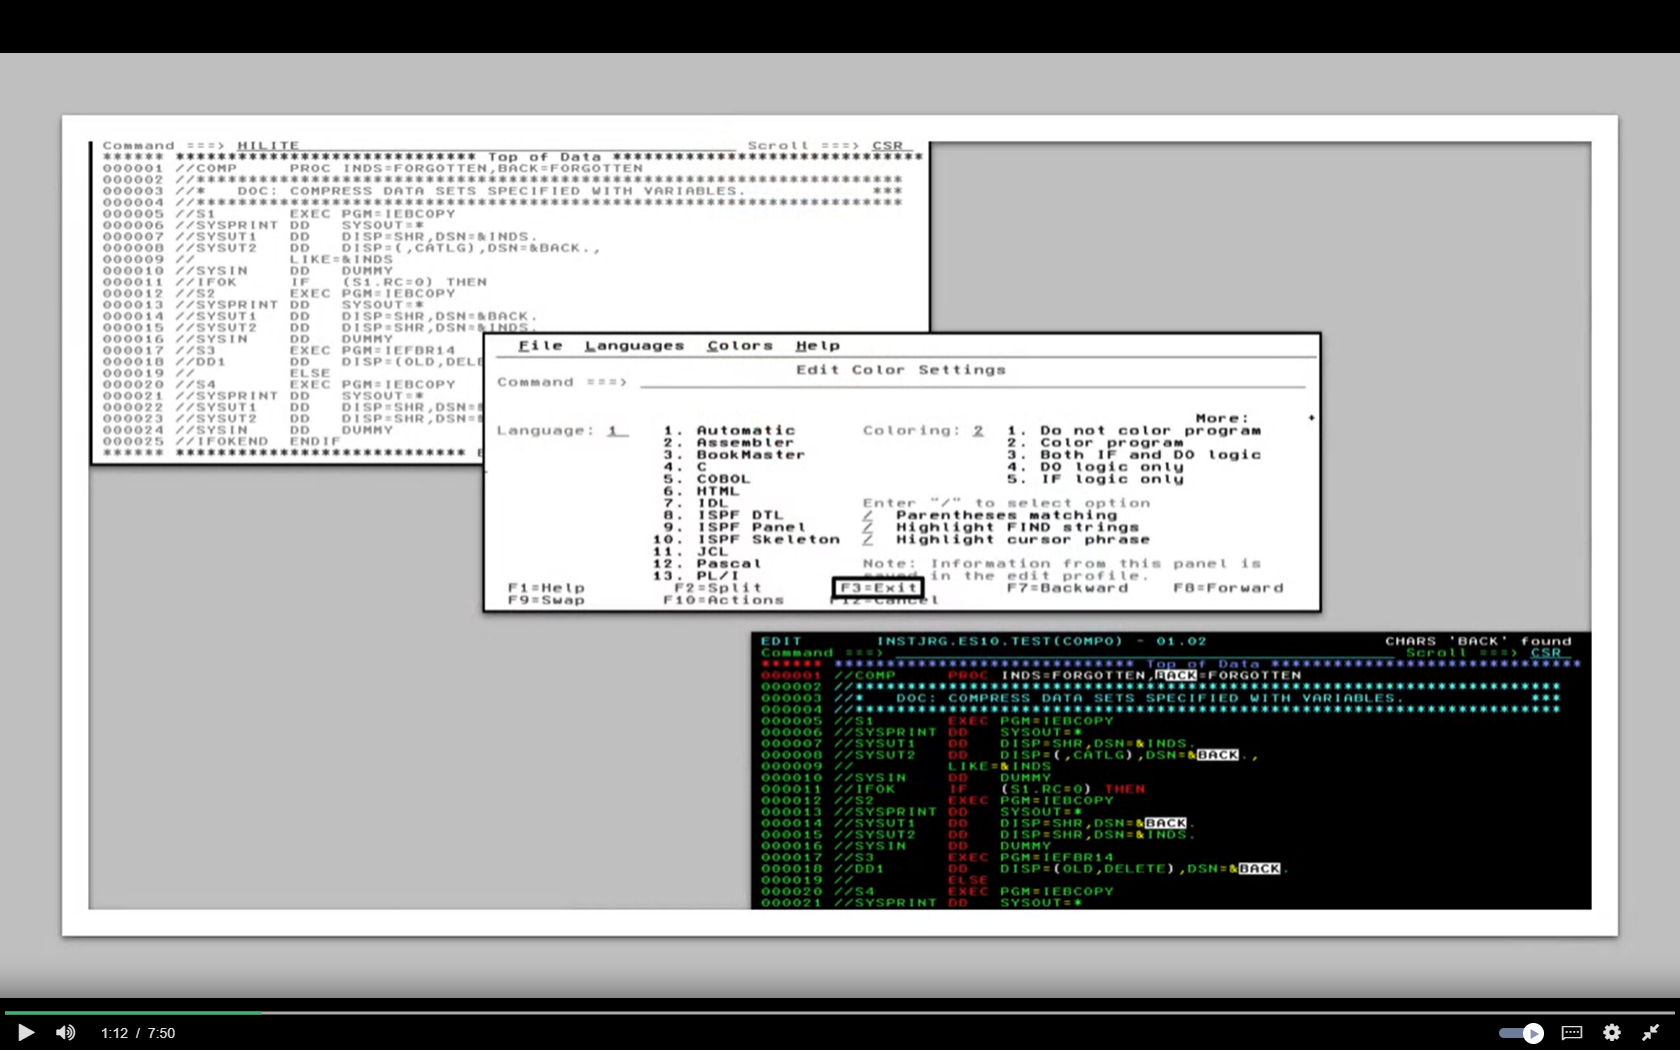 Command ===> HILITE Scroll ===> CSR
****** ***************************** Top of Data ******************************
000001 //COMP PROC INDS=FORGOTTEN,BACK=FORGOTTEN
000002 //********************************************************************
000003 //* DOC: COMPRESS DATA SETS SPECIFIED WITH VARIABLES. ***
000004 //********************************************************************
000005 //S1 EXEC PGM=IEBCOPY
000006 //SYSPRINT DD SYSOUT=*
000007 //SYSUT1 DD DISP=SHR,DSN=&INDS.
000008 //SYSUT2 DD DISP=(,CATLG),DSN=&BACK.,
000009 // LIKE=&INDS
000010 //SYSIN DD DUMMY
000011 //IFOK IF (S1.RC=0) THEN
000012 //S2 EXEC PGM=IEBCOPY
000013 //SYSPRINT DD SYSOUT=*
000014 //SYSUT1 DD DISP=SHR,DSN=&BACK.
000015 //SYSUT2 DD DISP=SHR,DSN=&INDS.
000016 //SYSIN DD DUMMY
000017 //S3 EXEC PGM=IEFBR14
000018 //DD1 DD DISP=(OLD,DELE
000019 // ELSE
000020 //S4 EXEC PGM=IEBCOPY
000021 //SYSPRINT DD SYSOUT=*
000022 //SYSUT1 DD DISP=SHR,DSN=&
000023 //SYSUT2 DD DISP=SHR,DSN=&
000024 //SYSIN DD DUMMY
000025 //IFOKEND ENDIF
****** ****************************
File Languages Colors Help
Edit Color Settings
Command ===>
More: +
Language: 1 1. Automatic Coloring: 2 1. Do not color program
2. Assembler 2. Color program
3. BookMaster 3. Both IF and DO logic
4. C 4. DO logic only
5. COBOL 5. IF logic only
6. HTML
7. IDL Enter "/" to select option
8. ISPF DTL / Parentheses matching
9. ISPF Panel / Highlight FIND strings
10. ISPF Skeleton / Highlight cursor phrase
11. JCL
12. Pascal Note: Information from this panel is
13. PL/I saved in the edit profile.
F1=Help F2=Split F3=Exit F7=Backward F8=Forward
F9=Swap F10=Actions F12=Cancel
EDIT INSTJRG.ES10.TEST(COMPO) - 01.02 CHARS 'BACK' found
Command ===> Scroll ===> CSR
****** ***************************** Top of Data ******************************
000001 //COMP PROC INDS=FORGOTTEN,BACK=FORGOTTEN
000002 //********************************************************************
000003 //* DOC: COMPRESS DATA SETS SPECIFIED WITH VARIABLES. ***
000004 //********************************************************************
000005 //S1 EXEC PGM=IEBCOPY
000006 //SYSPRINT DD SYSOUT=*
000007 //SYSUT1 DD DISP=SHR,DSN=&INDS.
000008 //SYSUT2 DD DISP=(,CATLG),DSN=&BACK.,
000009 // LIKE=&INDS
000010 //SYSIN DD DUMMY
000011 //IFOK IF (S1.RC=0) THEN
000012 //S2 EXEC PGM=IEBCOPY
000013 //SYSPRINT DD SYSOUT=*
000014 //SYSUT1 DD DISP=SHR,DSN=&BACK.
000015 //SYSUT2 DD DISP=SHR,DSN=&INDS.
000016 //SYSIN DD DUMMY
000017 //S3 EXEC PGM=IEFBR14
000018 //DD1 DD DISP=(OLD,DELETE),DSN=&BACK.
000019 // ELSE
000020 //S4 EXEC PGM=IEBCOPY
000021 //SYSPRINT DD SYSOUT=*
1:12 / 7:50